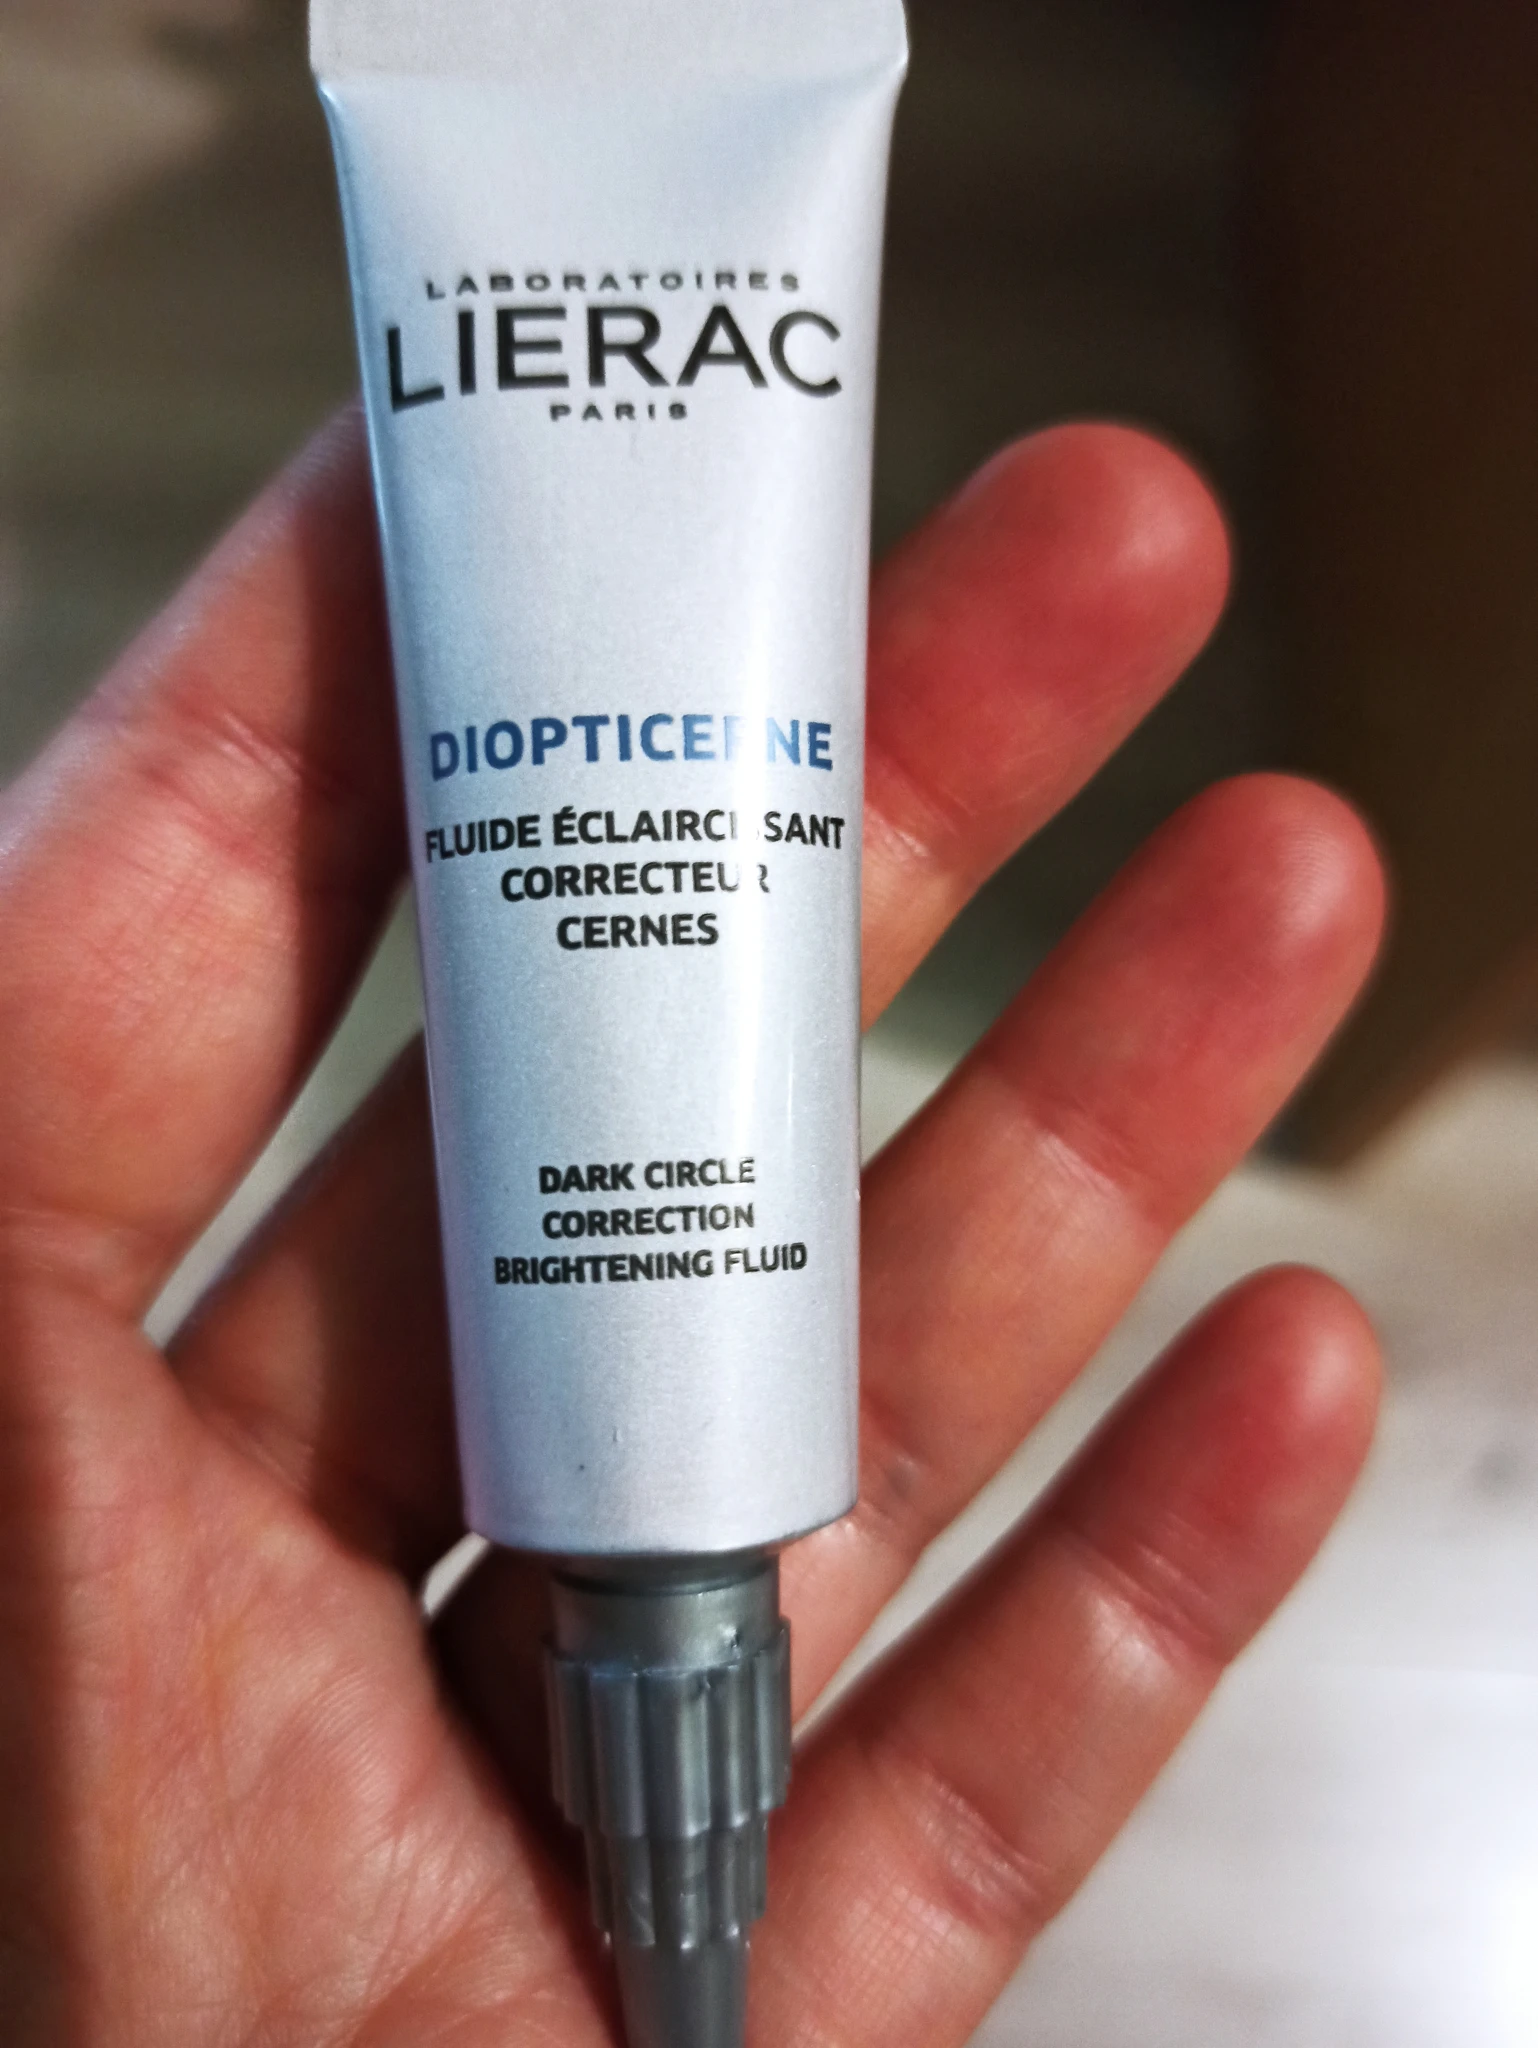 LABORATOIRES
LIERAC
PARIS
DIOPTICERNE
FLUIDE ÉCLAIRCISSANT
CORRECTEUR
CERNES
DARK CIRCLE
CORRECTION
BRIGHTENING FLUID